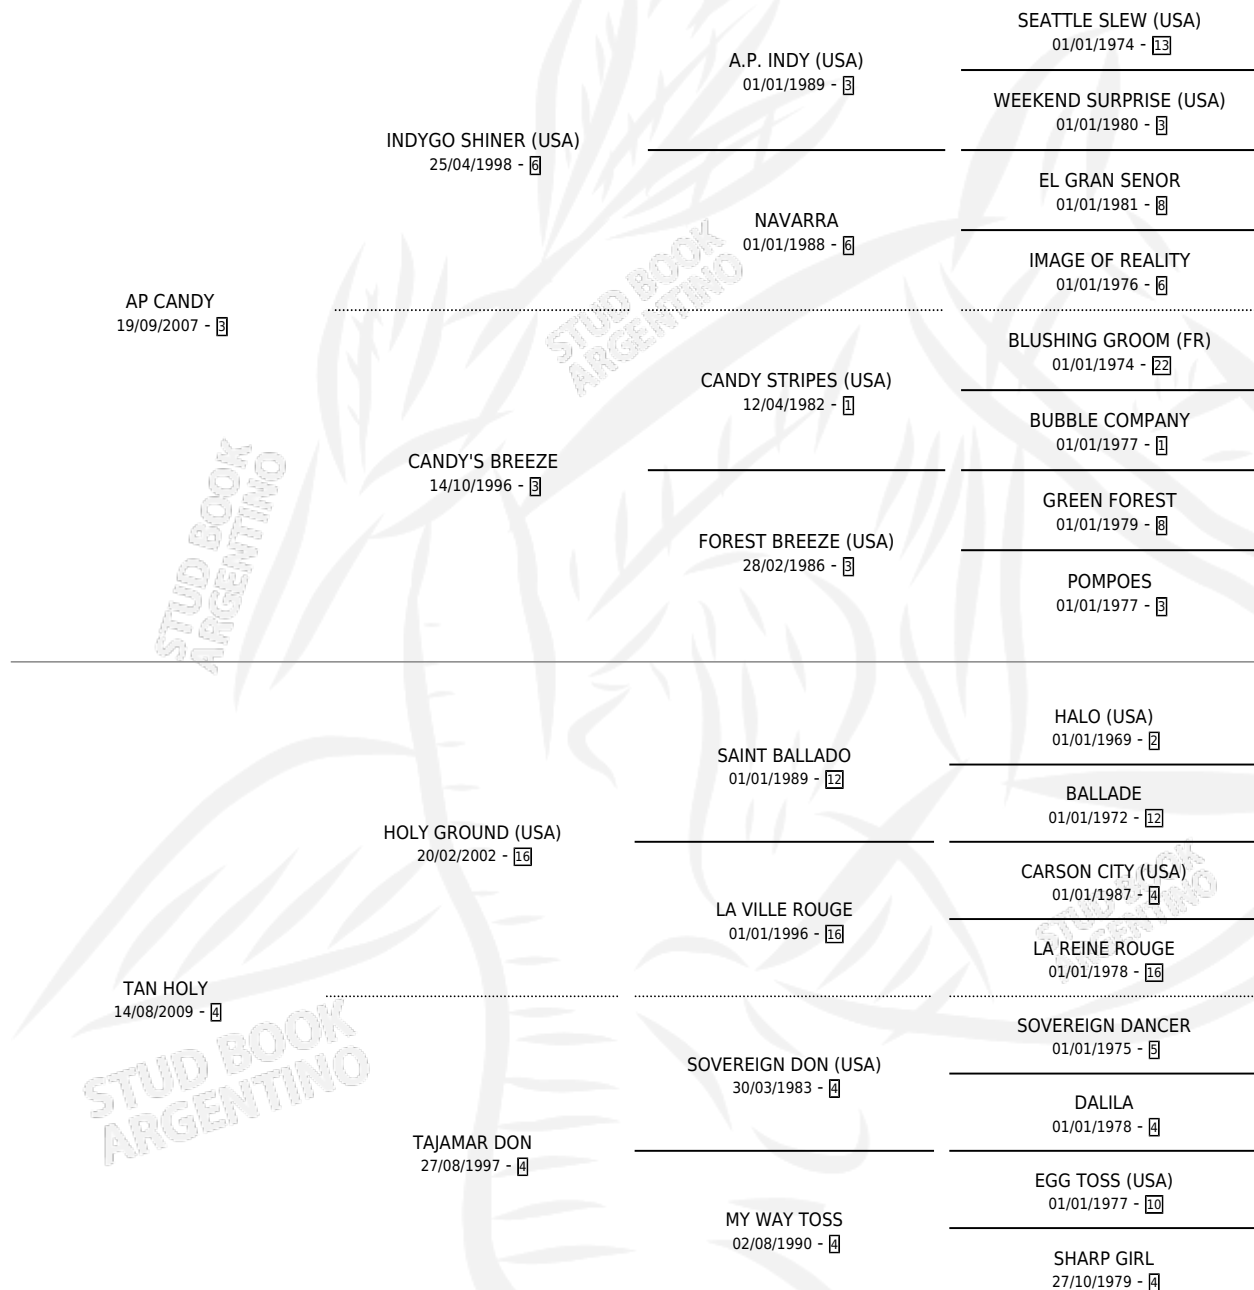 SEATTLE SLEW (USA)
01/01/1974 - 13
A.P. INDY (USA)
01/01/1989 - 3
WEEKEND SURPRISE (USA)
01/01/1980 - 3
INDYGO SHINER (USA)
25/04/1998 - 6
EL GRAN SENOR
01/01/1981 - 8
NAVARRA
01/01/1988 - 6
IMAGE OF REALITY
01/01/1976 - 6
AP CANDY
19/09/2007 - 3
BLUSHING GROOM (FR)
01/01/1974 - 22
CANDY STRIPES (USA)
12/04/1982 - 1
BUBBLE COMPANY
01/01/1977 - 1
CANDY'S BREEZE
14/10/1996 - 3
GREEN FOREST
01/01/1979 - 8
FOREST BREEZE (USA)
28/02/1986 - 3
POMPOES
01/01/1977 - 3
HALO (USA)
01/01/1969 - 2
SAINT BALLADO
01/01/1989 - 12
BALLADE
01/01/1972 - 12
HOLY GROUND (USA)
20/02/2002 - 16
CARSON CITY (USA)
01/01/1987 - 4
LA VILLE ROUGE
01/01/1996 - 16
LA REINE ROUGE
01/01/1978 - 16
TAN HOLY
14/08/2009 - 4
SOVEREIGN DANCER
01/01/1975 - 5
SOVEREIGN DON (USA)
30/03/1983 - 4
DALILA
01/01/1978 - 4
TAJAMAR DON
27/08/1997 - 4
EGG TOSS (USA)
01/01/1977 - 10
MY WAY TOSS
02/08/1990 - 4
SHARP GIRL
27/10/1979 - 4
STUD BOOK
ARGENTINO
STUD BOOK
ARGENTINO
STUD BOOK
ARGENTINO
STUD BOOK
ARGENTINO